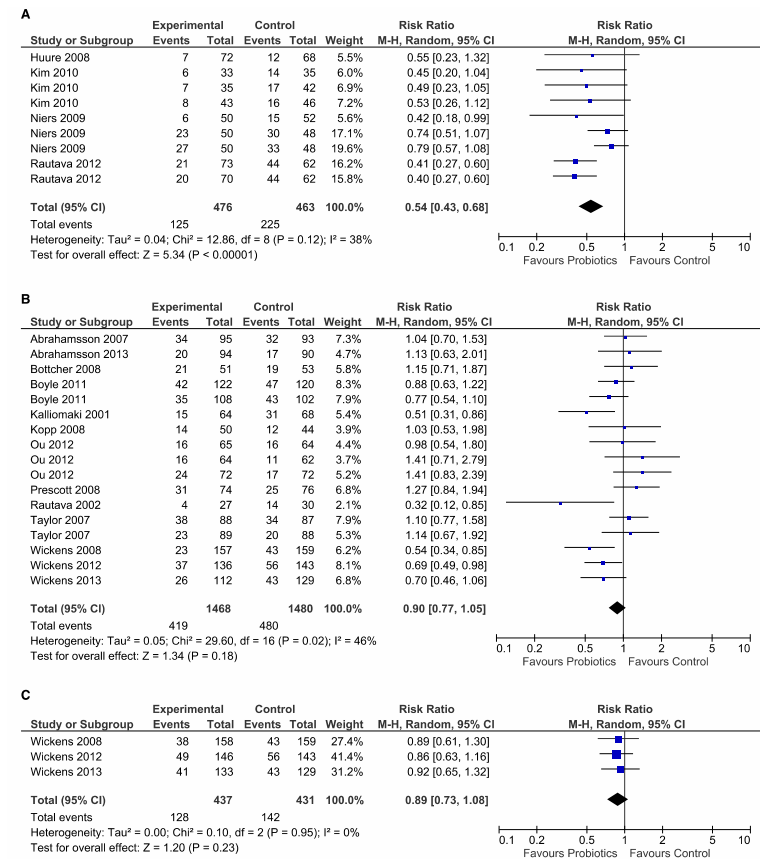 A
Experimental Control Risk Ratio Risk Ratio
Study or Subgroup Events Total Events Total Weight M-H, Random, 95% CI M-H, Random, 95% CI
Huure 2008 7 72 12 68 5.5% 0.55 [0.23, 1.32]
Kim 2010 6 33 14 35 6.0% 0.45 [0.20, 1.04]
Kim 2010 7 35 17 42 6.6% 0.49 [0.23, 1.05]
Kim 2010 8 43 16 46 7.2% 0.53 [0.26, 1.12]
Niers 2009 6 50 15 52 5.9% 0.42 [0.18, 0.99]
Niers 2009 23 50 30 48 17.1% 0.74 [0.51, 1.07]
Niers 2009 27 50 33 48 19.6% 0.79 [0.57, 1.08]
Rautava 2012 21 73 44 62 16.2% 0.41 [0.27, 0.60]
Rautava 2012 20 70 44 62 15.8% 0.40 [0.27, 0.60]
Total (95% CI) 476 463 100.0% 0.54 [0.43, 0.68]
Total events 125 225
Heterogeneity: Tau² = 0.04; Chi² = 12.86, df = 8 (P = 0.12); I² = 38%
Test for overall effect: Z = 5.34 (P < 0.00001)
0.1 0.2 0.5 1 2 5 10
Favours Probiotics Favours Control
B
Experimental Control Risk Ratio Risk Ratio
Study or Subgroup Events Total Events Total Weight M-H, Random, 95% CI M-H, Random, 95% CI
Abrahamsson 2007 34 95 32 93 7.3% 1.04 [0.70, 1.53]
Abrahamsson 2013 20 94 17 90 4.7% 1.13 [0.63, 2.01]
Bottcher 2008 21 51 19 53 5.6% 1.15 [0.71, 1.87]
Boyle 2011 42 122 47 120 8.3% 0.88 [0.63, 1.22]
Boyle 2011 35 108 43 102 7.9% 0.77 [0.54, 1.10]
Kalliomaki 2001 15 64 31 68 5.4% 0.51 [0.31, 0.86]
Kopp 2008 14 50 12 44 4.1% 1.03 [0.53, 1.98]
Ou 2012 16 65 16 64 4.4% 0.98 [0.54, 1.80]
Ou 2012 16 64 11 62 3.7% 1.41 [0.71, 2.79]
Ou 2012 24 72 17 72 5.2% 1.41 [0.83, 2.39]
Prescott 2008 31 74 25 76 6.8% 1.27 [0.84, 1.94]
Rautava 2002 4 27 14 30 2.1% 0.32 [0.12, 0.85]
Taylor 2007 38 88 34 87 7.9% 1.10 [0.77, 1.58]
Taylor 2007 23 89 20 88 5.3% 1.14 [0.67, 1.92]
Wickens 2008 23 157 43 159 6.2% 0.54 [0.34, 0.85]
Wickens 2012 37 136 56 143 8.1% 0.69 [0.49, 0.98]
Wickens 2013 26 112 43 129 6.8% 0.70 [0.46, 1.06]
Total (95% CI) 1468 1480 100.0% 0.90 [0.77, 1.05]
Total events 419 480
Heterogeneity: Tau² = 0.05; Chi² = 29.60, df = 16 (P = 0.02); I² = 46%
Test for overall effect: Z = 1.34 (P = 0.18)
0.1 0.2 0.5 1 2 5 10
Favours Probiotics Favours Control
C
Experimental Control Risk Ratio Risk Ratio
Study or Subgroup Events Total Events Total Weight M-H, Random, 95% CI M-H, Random, 95% CI
Wickens 2008 38 158 43 159 27.4% 0.89 [0.61, 1.30]
Wickens 2012 49 146 56 143 41.4% 0.86 [0.63, 1.16]
Wickens 2013 41 133 43 129 31.2% 0.92 [0.65, 1.32]
Total (95% CI) 437 431 100.0% 0.89 [0.73, 1.08]
Total events 128 142
Heterogeneity: Tau² = 0.00; Chi² = 0.10, df = 2 (P = 0.95); I² = 0%
Test for overall effect: Z = 1.20 (P = 0.23)
0.1 0.2 0.5 1 2 5 10
Favours Probiotics Favours Control